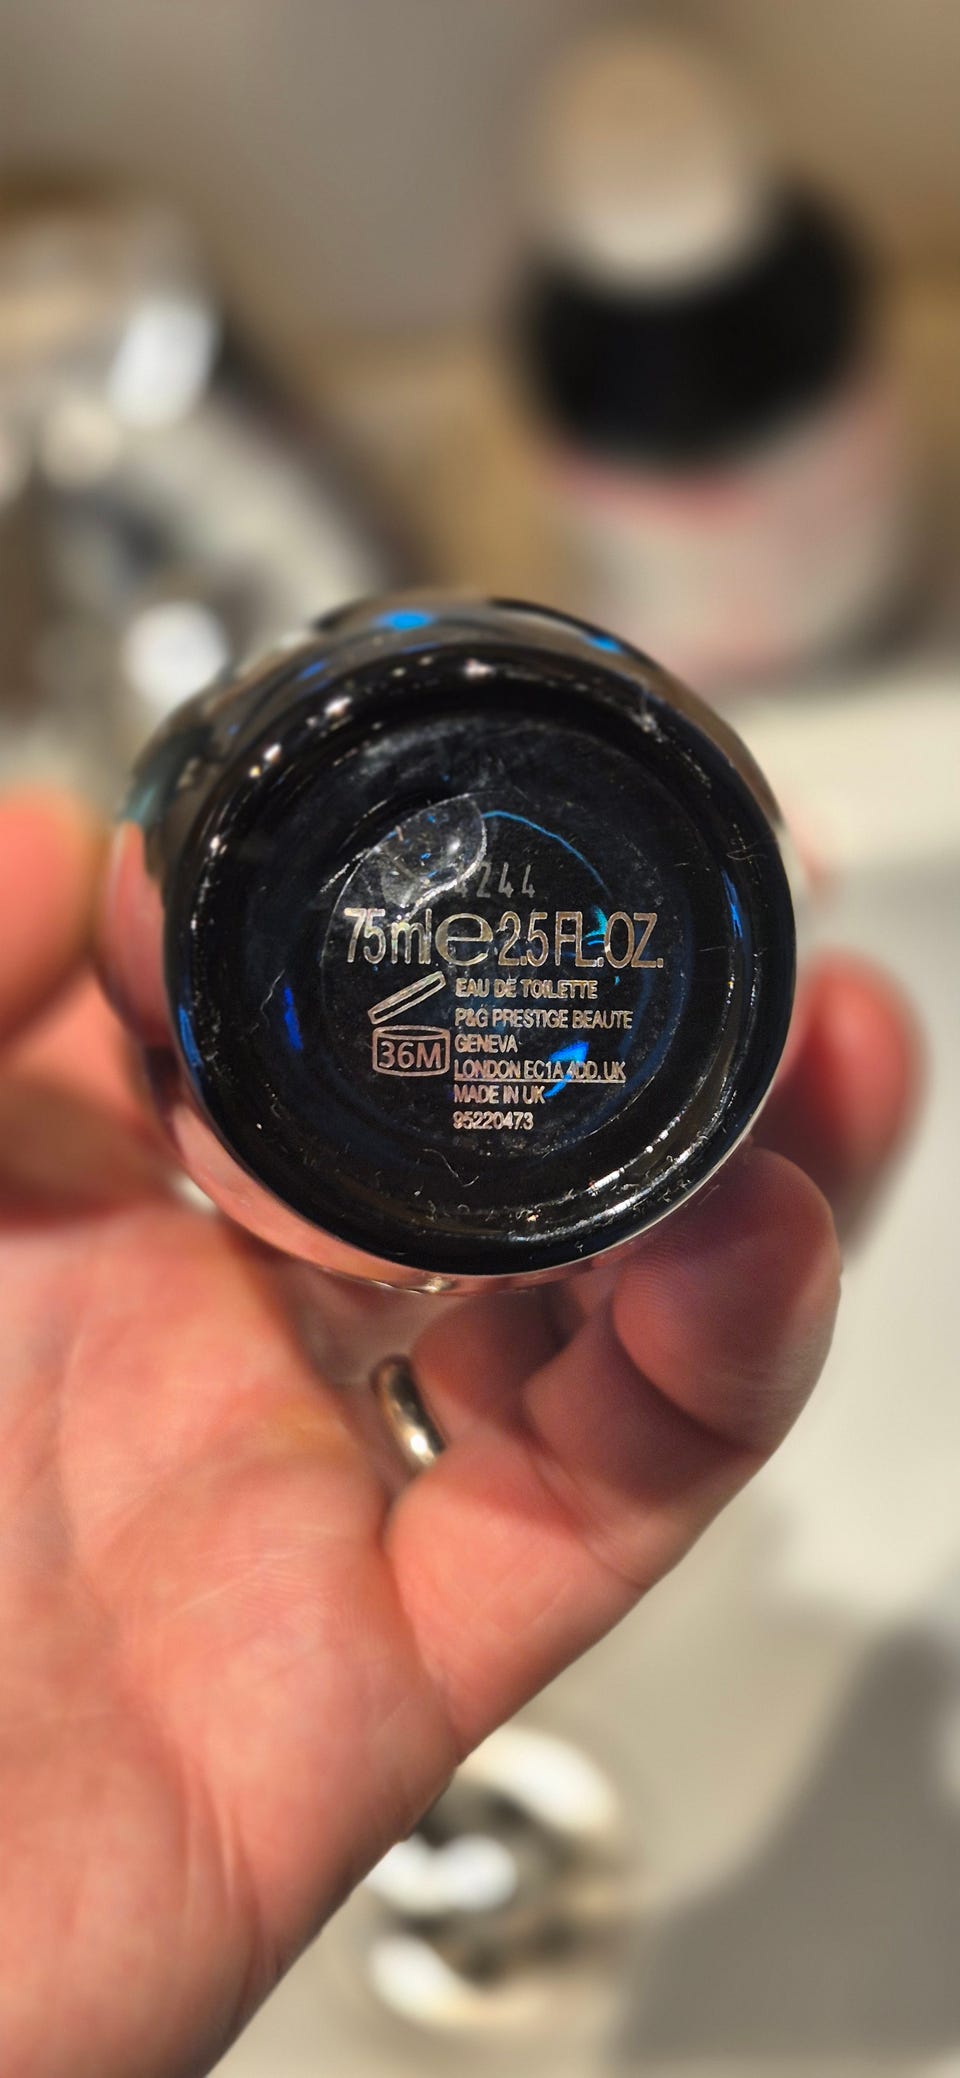 75ml e 2.5 FL.OZ.
EAU DE TOILETTE
P&G PRESTIGE BEAUTE
36M
GENEVA
LONDON EC1A 4DD, UK
MADE IN UK
95220473